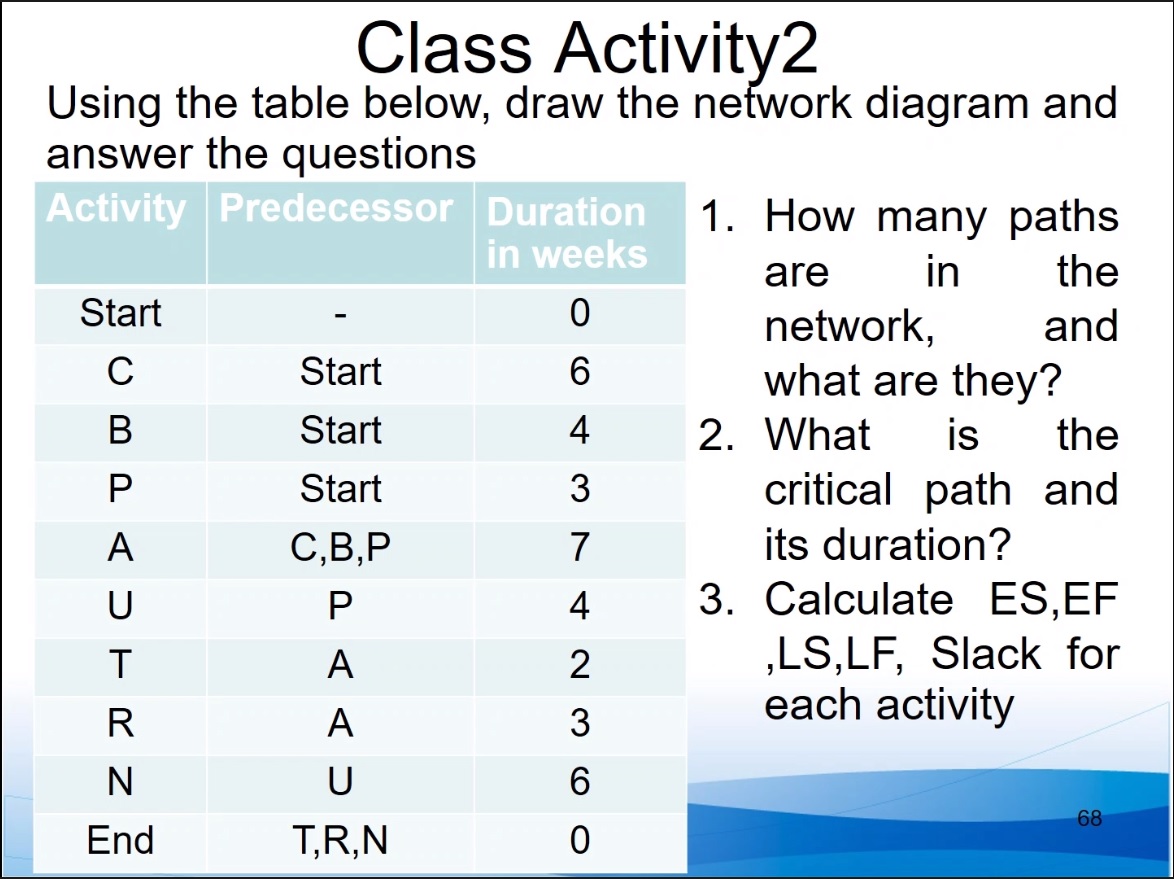 Class Activity2
Using the table below, draw the network diagram and
answer the questions
Activity Predecessor Duration
in weeks
Start - 0
C Start 6
B Start 4
P Start 3
A C,B,P 7
U P 4
T A 2
R A 3
N U 6
End T,R,N 0
1. How many paths
are in the
network, and
what are they?
2. What is the
critical path and
its duration?
3. Calculate ES,EF
,LS,LF, Slack for
each activity
68